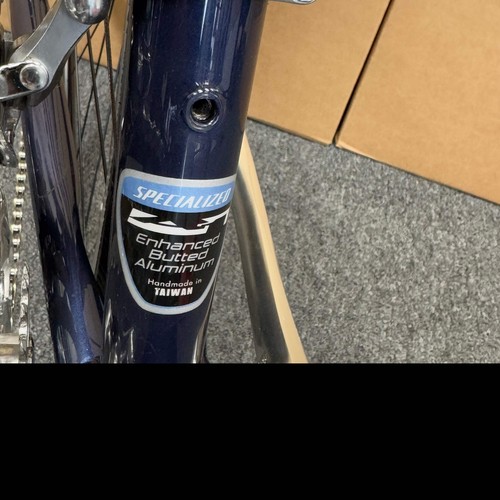 SPECIALIZED
Enhanced
Butted
Aluminum
Handmade in
TAIWAN